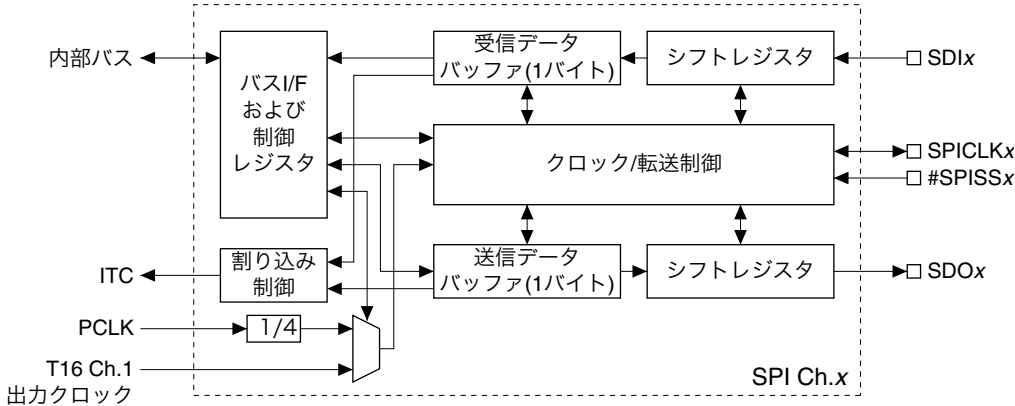 内部バス
バスI/F
および
制御
レジスタ
受信データ
バッファ(1バイト)
シフトレジスタ
SDIx
クロック/転送制御
SPICLKx
#SPISSx
ITC
割り込み
制御
送信データ
バッファ(1バイト)
シフトレジスタ
SDOx
PCLK
1/4
T16 Ch.1
出力クロック
SPI Ch.x